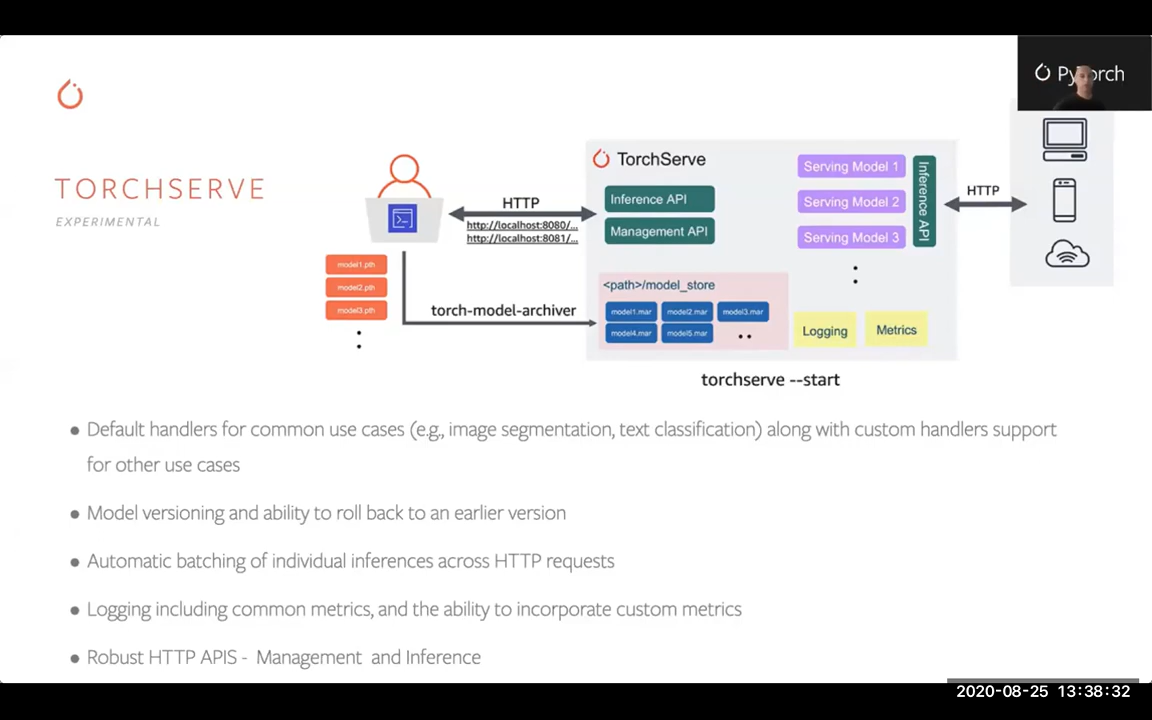 PyTorch
TORCHSERVE
EXPERIMENTAL
HTTP
http://localhost:8080/...
http://localhost:8081/...
model1.pth
model2.pth
model3.pth
torch-model-archiver
TorchServe
Inference API
Management API
<path>/model_store
model1.mar model2.mar model3.mar
model4.mar model5.mar
Serving Model 1
Serving Model 2
Serving Model 3
Inference API
Logging
Metrics
HTTP
torchserve --start
• Default handlers for common use cases (e.g., image segmentation, text classification) along with custom handlers support
for other use cases
• Model versioning and ability to roll back to an earlier version
• Automatic batching of individual inferences across HTTP requests
• Logging including common metrics, and the ability to incorporate custom metrics
• Robust HTTP APIS - Management and Inference
2020-08-25 13:38:32